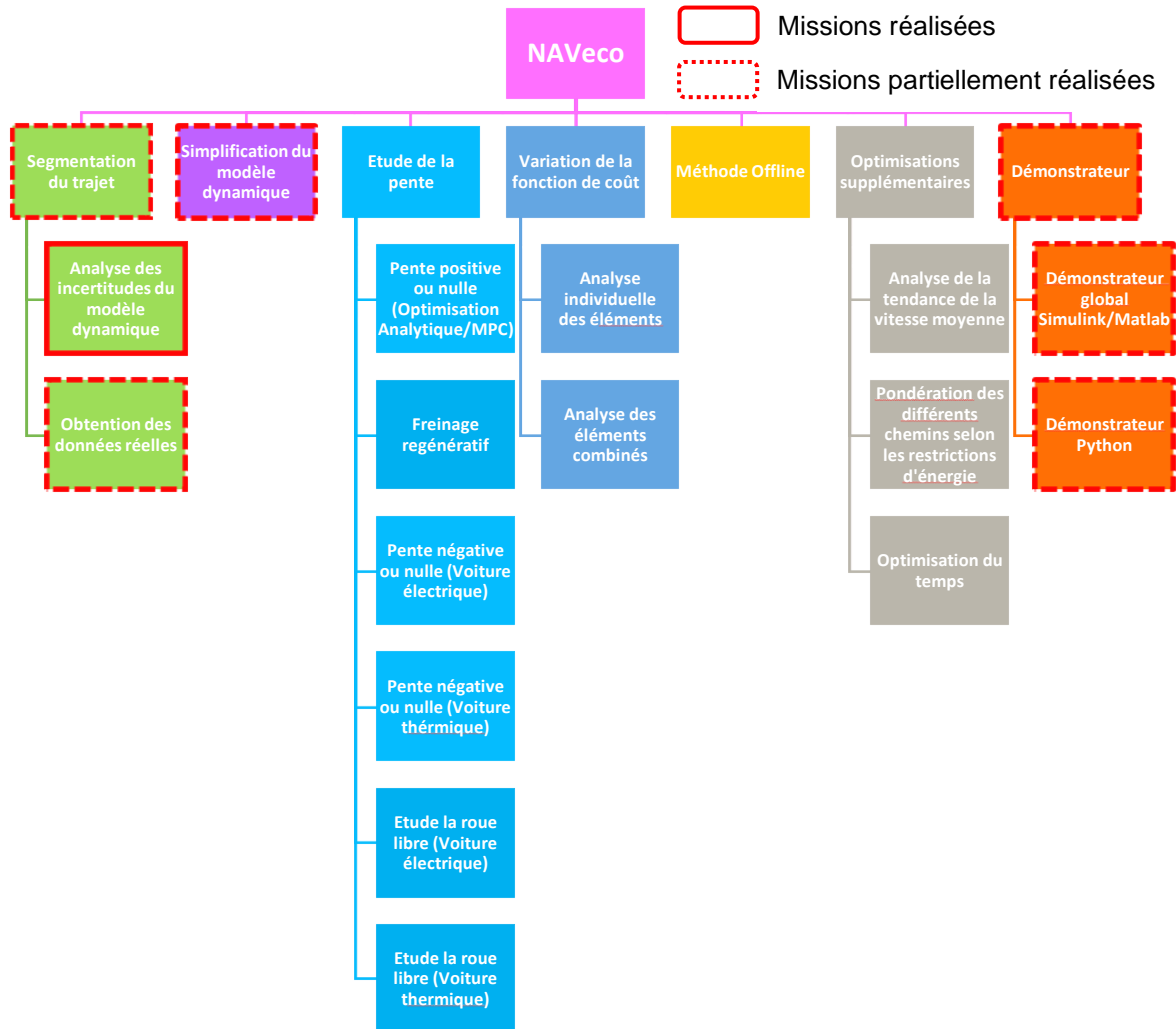 NAVeco
Missions réalisées
Missions partiellement réalisées
Segmentation
du trajet
Simplification du
modèle
dynamique
Etude de la
pente
Variation de la
fonction de coût
Méthode Offline
Optimisations
supplémentaires
Démonstrateur
Analyse des
incertitudes du
modèle
dynamique
Obtention des
données réelles
Pente positive
ou nulle
(Optimisation
Analytique/MPC)
Freinage
regénératif
Pente négative
ou nulle (Voiture
électrique)
Pente négative
ou nulle (Voiture
thérmique)
Etude la roue
libre (Voiture
électrique)
Etude la roue
libre (Voiture
thermique)
Analyse
individuelle
des éléments
Analyse des
éléments
combinés
Analyse de la
tendance de la
vitesse moyenne
Pondération des
différents
chemins selon
les restrictions
d'énergie
Optimisation du
temps
Démonstrateur
global
Simulink/Matlab
Démonstrateur
Python